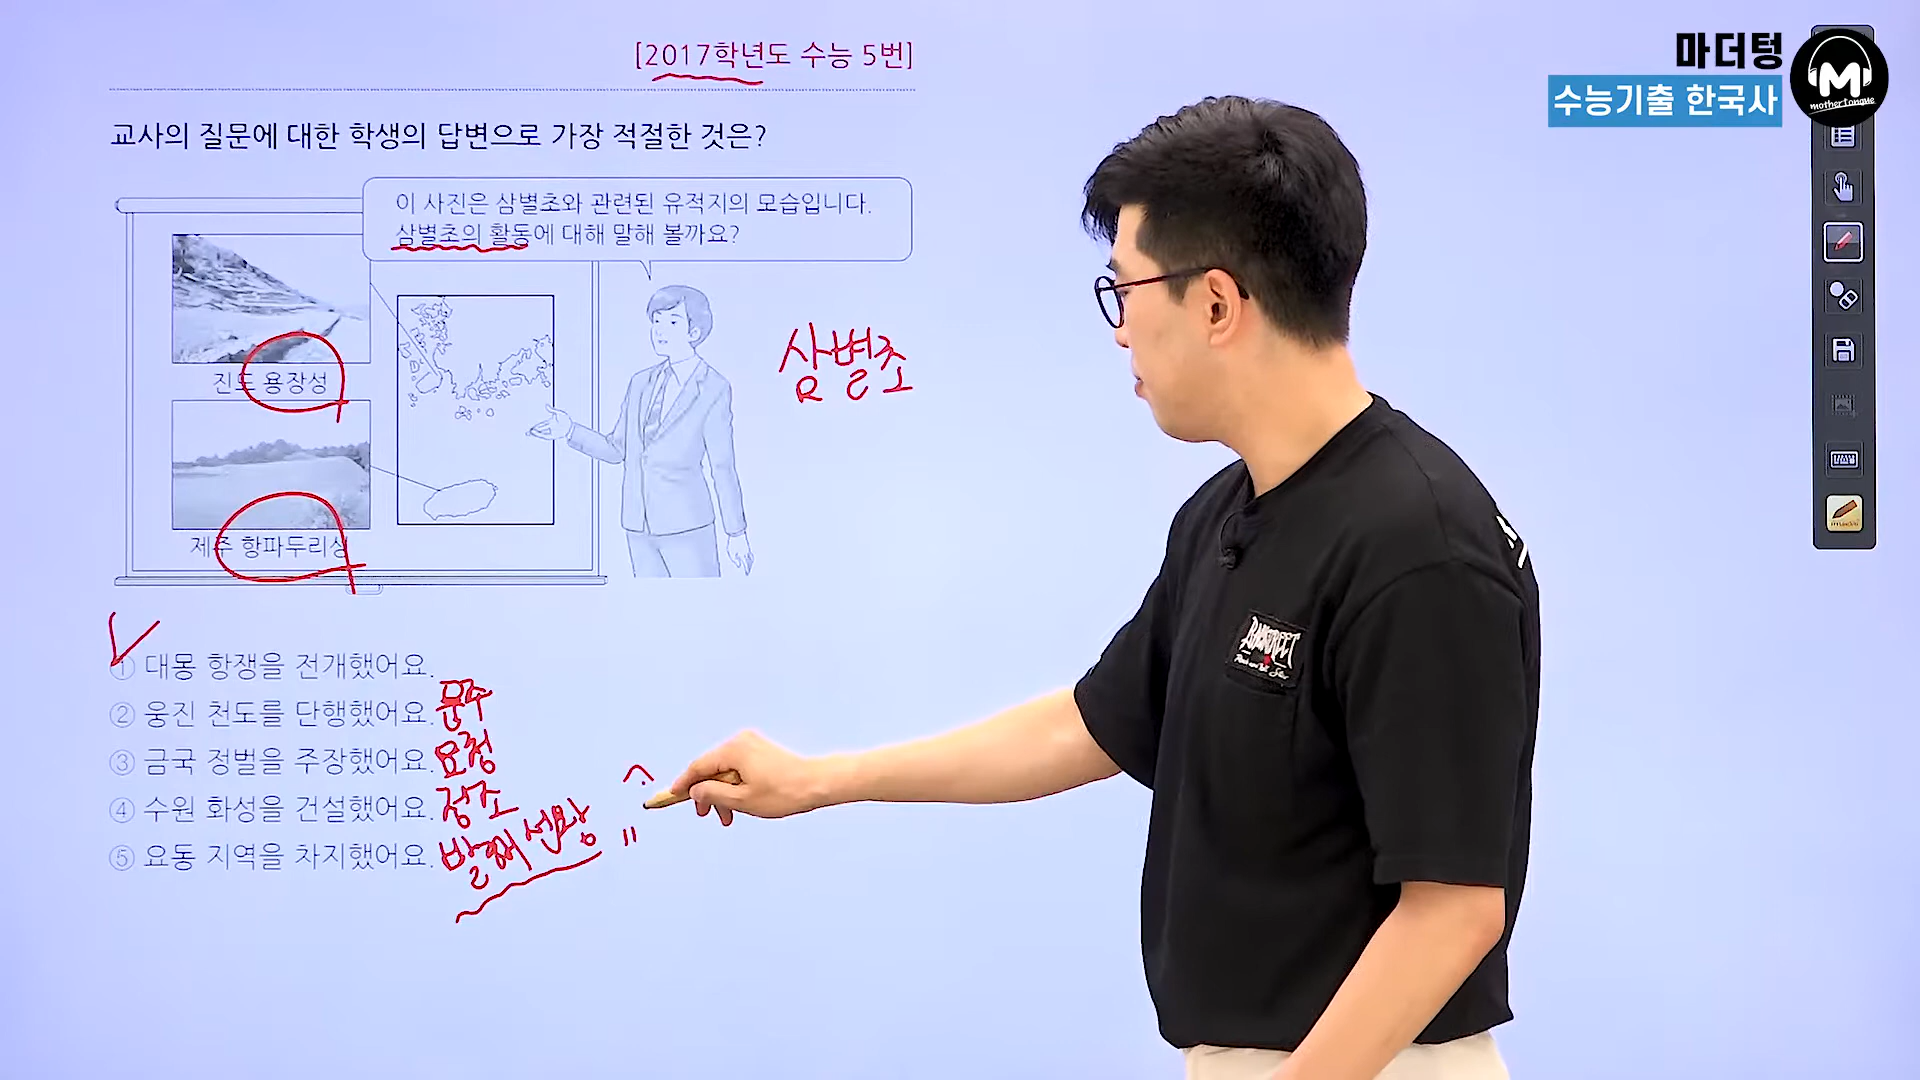 [2017학년도 수능 5번]
마더텅
수능기출 한국사
M
mothertongue
교사의 질문에 대한 학생의 답변으로 가장 적절한 것은?
이 사진은 삼별초와 관련된 유적지의 모습입니다.
삼별초의 활동에 대해 말해 볼까요?
삼별초
진도 용장성
제주 항파두리성
① 대몽 항쟁을 전개했어요.
② 웅진 천도를 단행했어요. 문주
③ 금국 정벌을 주장했어요. 묘청
④ 수원 화성을 건설했어요. 정조
⑤ 요동 지역을 차지했어요. 발해 선왕